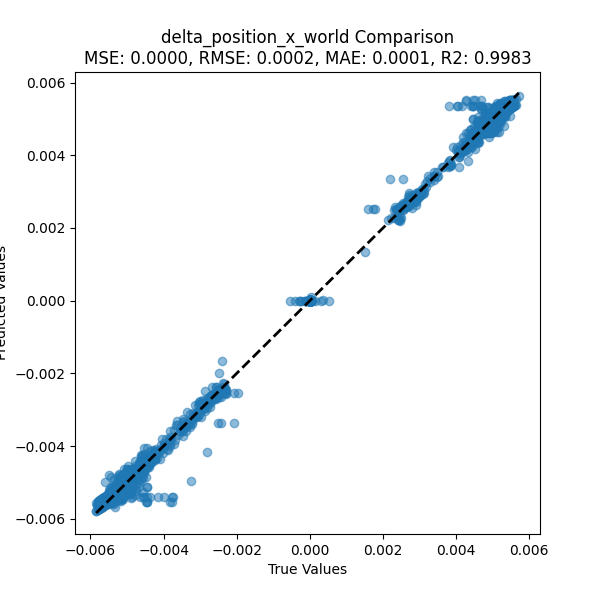 delta_position_x_world Comparison
MSE: 0.0000, RMSE: 0.0002, MAE: 0.0001, R2: 0.9983
0.006
0.004
0.002
0.000
−0.002
−0.004
−0.006
Predicted Values
−0.006 −0.004 −0.002 0.000 0.002 0.004 0.006
True Values